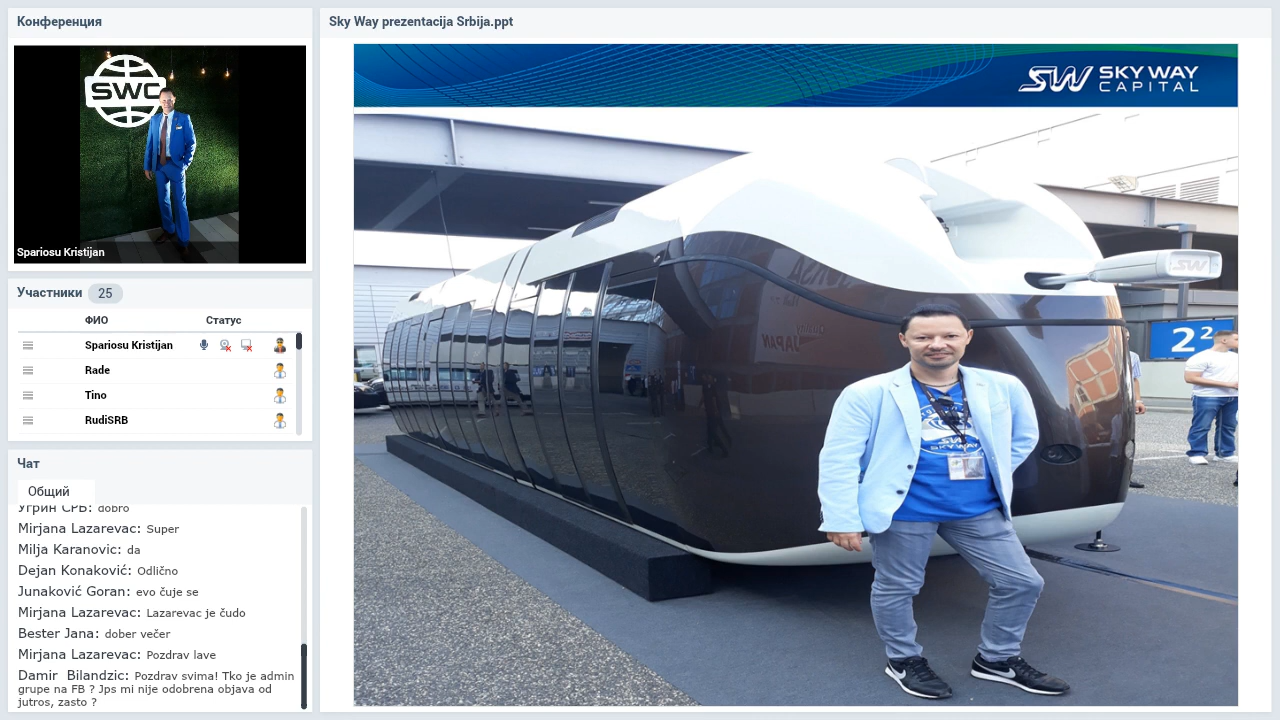 Конференция
SWC
Spariosu Kristijan
Участники 25
ФИО Статус
Spariosu Kristijan
Rade
Tino
RudiSRB
Чат
Общий
Угрин СРБ: dobro
Mirjana Lazarevac: Super
Milja Karanovic: da
Dejan Konaković: Odlično
Junaković Goran: evo čuje se
Mirjana Lazarevac: Lazarevac je čudo
Bester Jana: dober večer
Mirjana Lazarevac: Pozdrav lave
Damir Bilandzic: Pozdrav svima! Tko je admin
grupe na FB ? Jps mi nije odobrena objava od
jutros, zasto ?
Sky Way prezentacija Srbija.ppt
SW SKY WAY
CAPITAL
SW
2²
SW